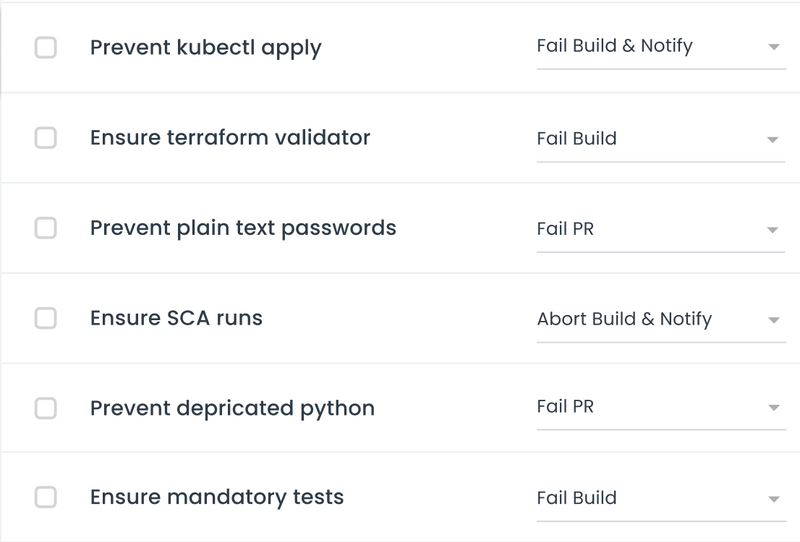 Prevent kubectl apply
Fail Build & Notify
Ensure terraform validator
Fail Build
Prevent plain text passwords
Fail PR
Ensure SCA runs
Abort Build & Notify
Prevent depricated python
Fail PR
Ensure mandatory tests
Fail Build